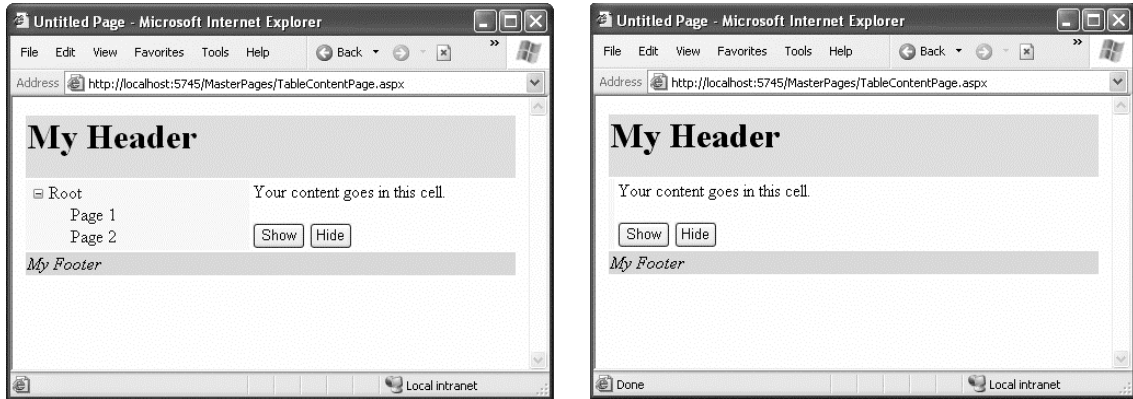 Untitled Page - Microsoft Internet Explorer
File Edit View Favorites Tools Help Back »
Address http://localhost:5745/MasterPages/TableContentPage.aspx
My Header
Root
Page 1
Page 2
Your content goes in this cell.
Show Hide
My Footer
Local intranet
Untitled Page - Microsoft Internet Explorer
File Edit View Favorites Tools Help Back »
Address http://localhost:5745/MasterPages/TableContentPage.aspx
My Header
Your content goes in this cell.
Show Hide
My Footer
Done Local intranet